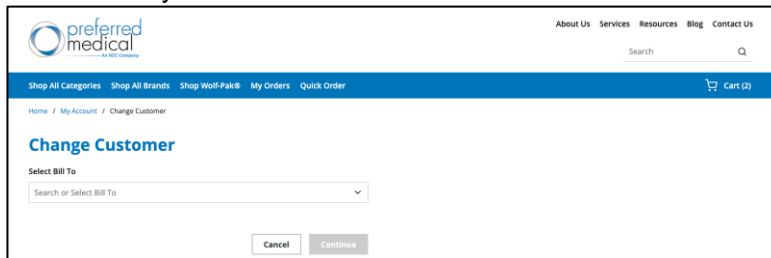 preferred
medical
An NDC Company
About Us Services Resources Blog Contact Us
Search
Shop All Categories Shop All Brands Shop Wolf-Pak® My Orders Quick Order
Cart (2)
Home / My Account / Change Customer
Change Customer
Select Bill To
Search or Select Bill To
Cancel Continue